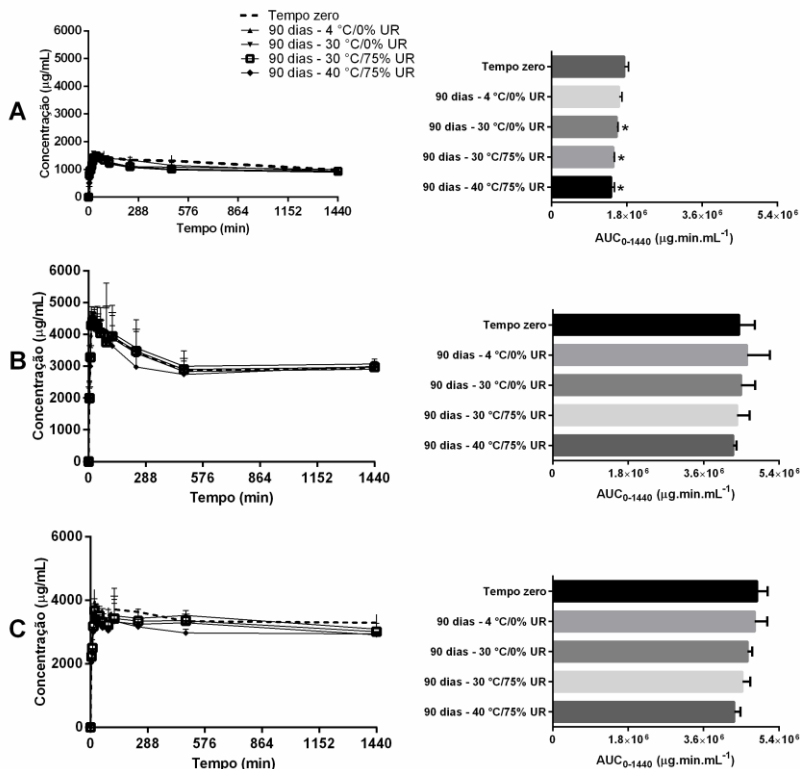 Tempo zero
90 dias - 4 °C/0% UR
90 dias - 30 °C/0% UR
90 dias - 30 °C/75% UR
90 dias - 40 °C/75% UR
A
Concentração (µg/mL)
6000
5000
4000
3000
2000
1000
0
0 288 576 864 1152 1440
Tempo (min)
Tempo zero
90 dias - 4 °C/0% UR
90 dias - 30 °C/0% UR *
90 dias - 30 °C/75% UR *
90 dias - 40 °C/75% UR *
0 1.8×10⁶ 3.6×10⁶ 5.4×10⁶
AUC₀₋₁₄₄₀ (µg.min.mL⁻¹)
B
Concentração (µg/mL)
6000
5000
4000
3000
2000
1000
0
0 288 576 864 1152 1440
Tempo (min)
Tempo zero
90 dias - 4 °C/0% UR
90 dias - 30 °C/0% UR
90 dias - 30 °C/75% UR
90 dias - 40 °C/75% UR
0 1.8×10⁶ 3.6×10⁶ 5.4×10⁶
AUC₀₋₁₄₄₀ (µg.min.mL⁻¹)
C
Concentração (µg/mL)
6000
4000
2000
0
0 288 576 864 1152 1440
Tempo (min)
Tempo zero
90 dias - 4 °C/0% UR
90 dias - 30 °C/0% UR
90 dias - 30 °C/75% UR
90 dias - 40 °C/75% UR
0 1.8×10⁶ 3.6×10⁶ 5.4×10⁶
AUC₀₋₁₄₄₀ (µg.min.mL⁻¹)